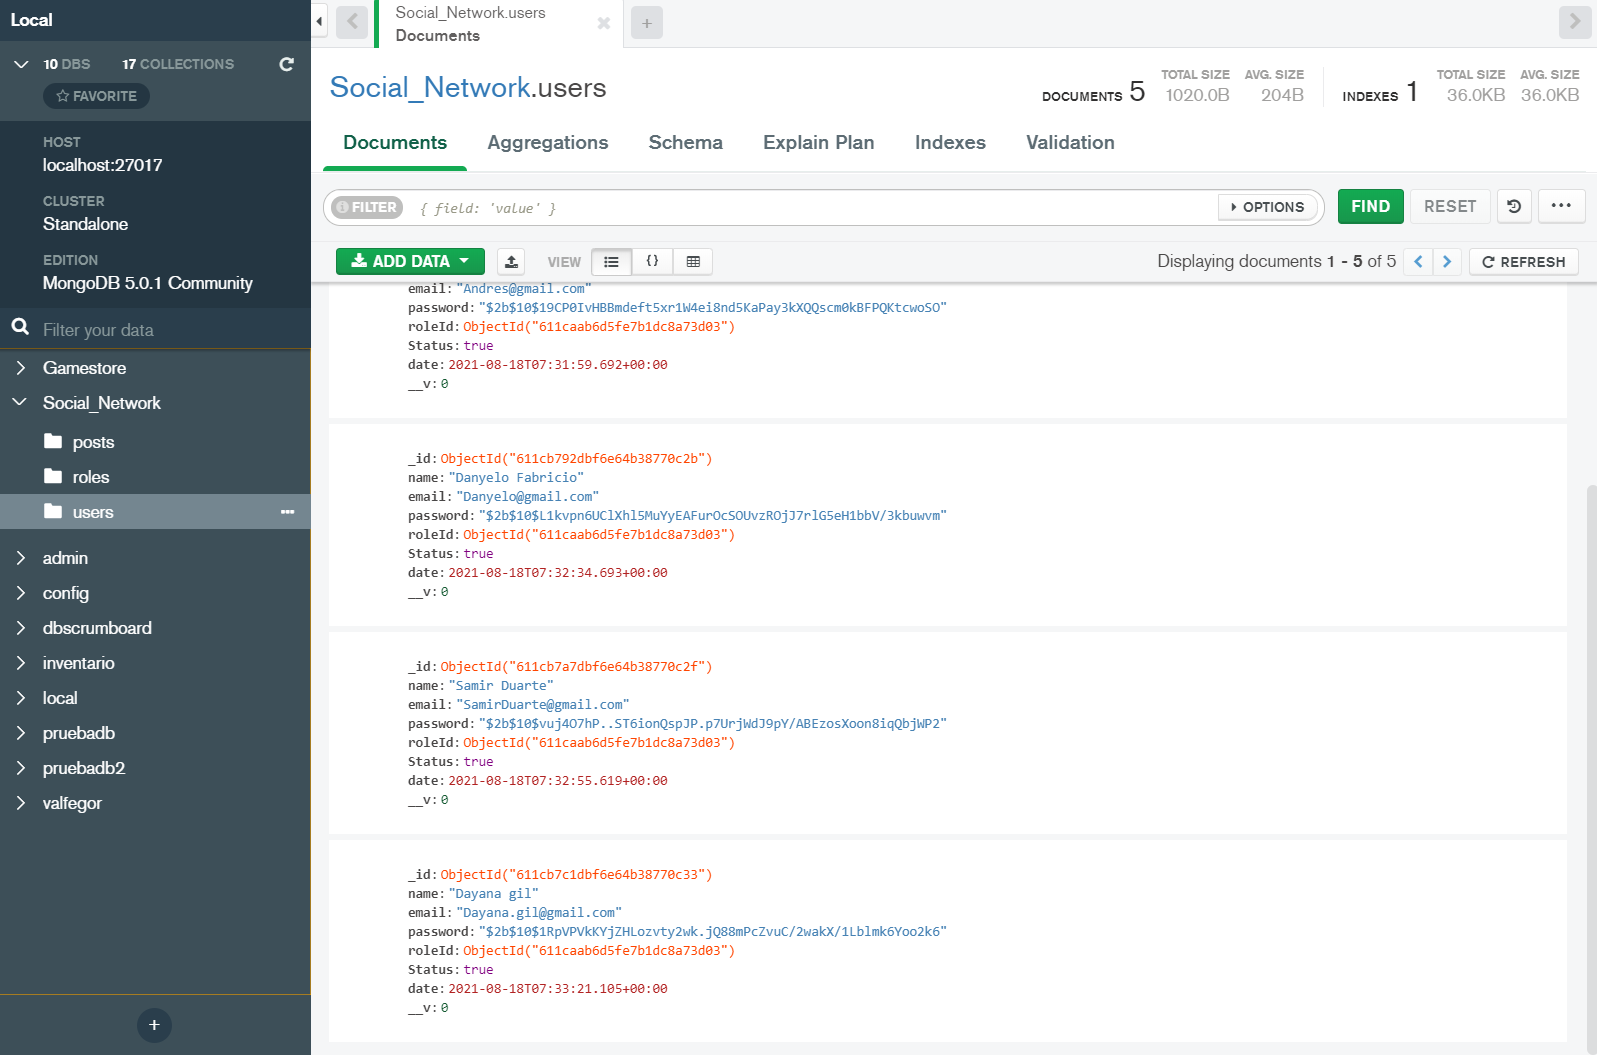 Local
10 DBS 17 COLLECTIONS
FAVORITE
HOST
localhost:27017
CLUSTER
Standalone
EDITION
MongoDB 5.0.1 Community
Filter your data
Gamestore
Social_Network
posts
roles
users
admin
config
dbscrumboard
inventario
local
pruebadb
pruebadb2
valfegor
Social_Network.users
Documents
Social_Network.users
DOCUMENTS 5 TOTAL SIZE 1020.0B AVG. SIZE 204B INDEXES 1 TOTAL SIZE 36.0KB AVG. SIZE 36.0KB
Documents Aggregations Schema Explain Plan Indexes Validation
FILTER { field: 'value' } OPTIONS FIND RESET
ADD DATA VIEW Displaying documents 1 - 5 of 5 REFRESH
email: "Andres@gmail.com"
password: "$2b$10$19CP0IvHBBmdeft5xr1W4ei8nd5KaPay3kXQQscm0kBFPQKtcwoSO"
roleId: ObjectId("611caab6d5fe7b1dc8a73d03")
Status: true
date: 2021-08-18T07:31:59.692+00:00
__v: 0
_id: ObjectId("611cb792dbf6e64b38770c2b")
name: "Danyelo Fabricio"
email: "Danyelo@gmail.com"
password: "$2b$10$L1kvpn6UClXhl5MuYyEAFurOcSOUvzROjJ7rlG5eH1bbV/3kbuwvm"
roleId: ObjectId("611caab6d5fe7b1dc8a73d03")
Status: true
date: 2021-08-18T07:32:34.693+00:00
__v: 0
_id: ObjectId("611cb7a7dbf6e64b38770c2f")
name: "Samir Duarte"
email: "SamirDuarte@gmail.com"
password: "$2b$10$vuj4O7hP..ST6ionQspJP.p7UrjWdJ9pY/ABEzosXoon8iqQbjWP2"
roleId: ObjectId("611caab6d5fe7b1dc8a73d03")
Status: true
date: 2021-08-18T07:32:55.619+00:00
__v: 0
_id: ObjectId("611cb7c1dbf6e64b38770c33")
name: "Dayana gil"
email: "Dayana.gil@gmail.com"
password: "$2b$10$1RpVPVkKYjZHLozvty2wk.jQ88mPcZvuC/2wakX/1Lblmk6Yoo2k6"
roleId: ObjectId("611caab6d5fe7b1dc8a73d03")
Status: true
date: 2021-08-18T07:33:21.105+00:00
__v: 0